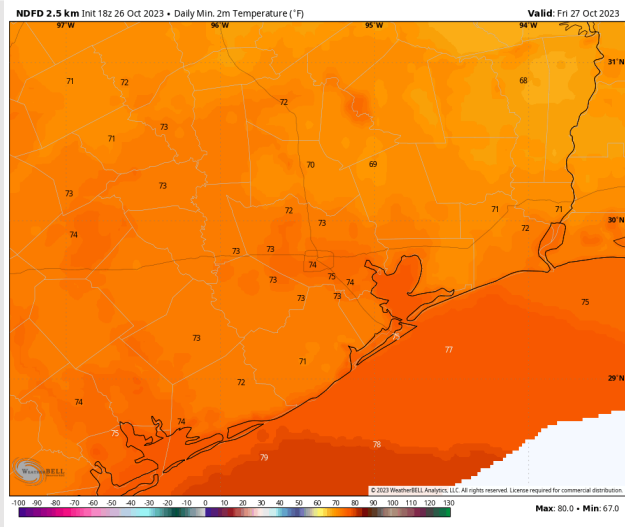 NDFD 2.5 km Init 18z 26 Oct 2023 • Daily Min. 2m Temperature (°F)
Valid: Fri 27 Oct 2023
97°W 96°W 95°W 94°W
31°N
71 72 68
72
73
71
70 69
73 73
72 71 71
73 72
30°N
74
73 73
74
75
73 74
73 73
75
75
73 77
71
29°N
72
74
74
75
78
79
WEATHERBELL
© 2023 WeatherBELL Analytics, LLC. All rights reserved. License required for commercial distribution.
-100 -90 -80 -70 -60 -50 -40 -30 -20 -10 0 10 20 30 40 50 60 70 80 90 100 110 120 130
Max: 80.0 • Min: 67.0